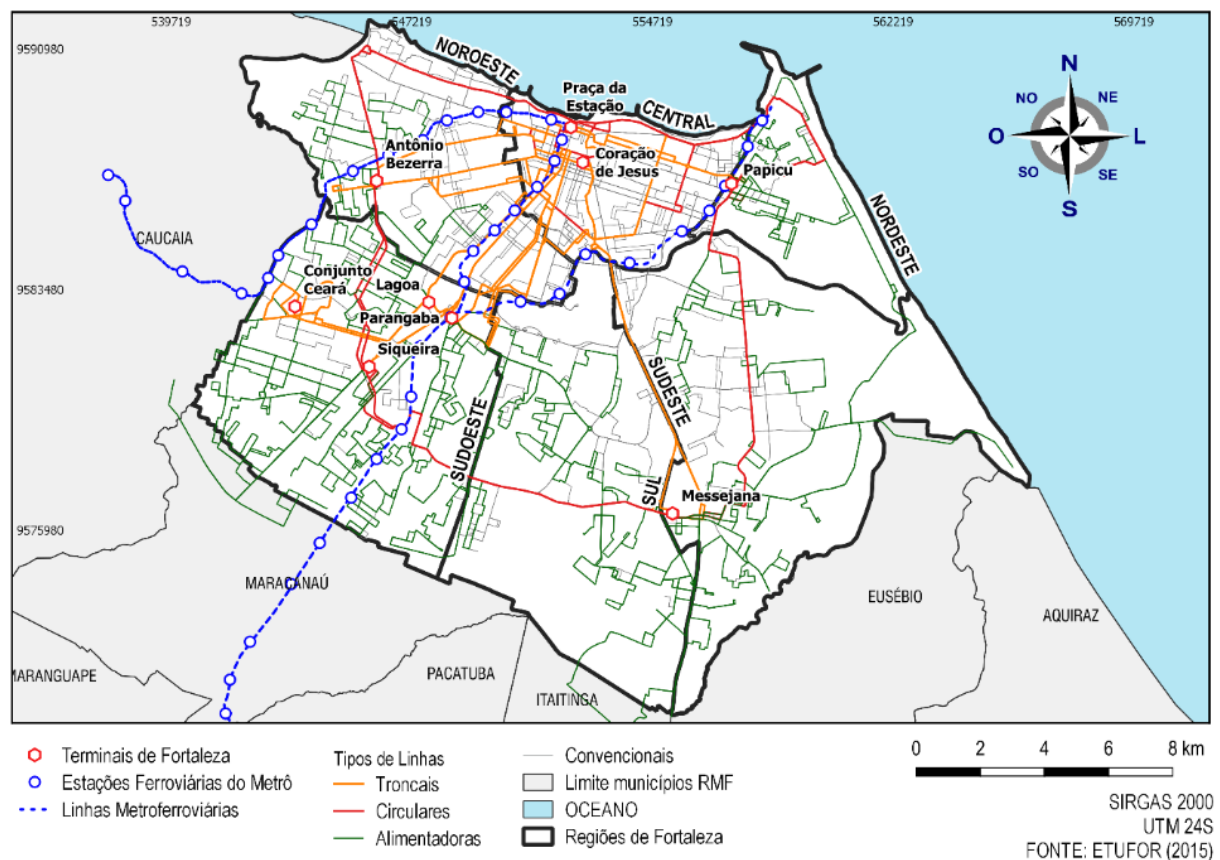 539719
547219
554719
562219
569719
9590980
9583480
9575980
NOROESTE
Praça da
Estação
CENTRAL
Antônio
Bezerra
Coração
de Jesus
Papicu
NORDESTE
CAUCAIA
Conjunto
Ceará
Lagoa
Parangaba
Siqueira
SUDESTE
SUDOESTE
SUL
Messejana
MARACANAÚ
EUSÉBIO
AQUIRAZ
MARANGUAPE
PACATUBA
ITAITINGA
N
NO
NE
O
L
SO
SE
S
Terminais de Fortaleza
Estações Ferroviárias do Metrô
Linhas Metroferroviárias
Tipos de Linhas
Troncais
Circulares
Alimentadoras
Convencionais
Limite municípios RMF
OCEANO
Regiões de Fortaleza
0 2 4 6 8 km
SIRGAS 2000
UTM 24S
FONTE: ETUFOR (2015)